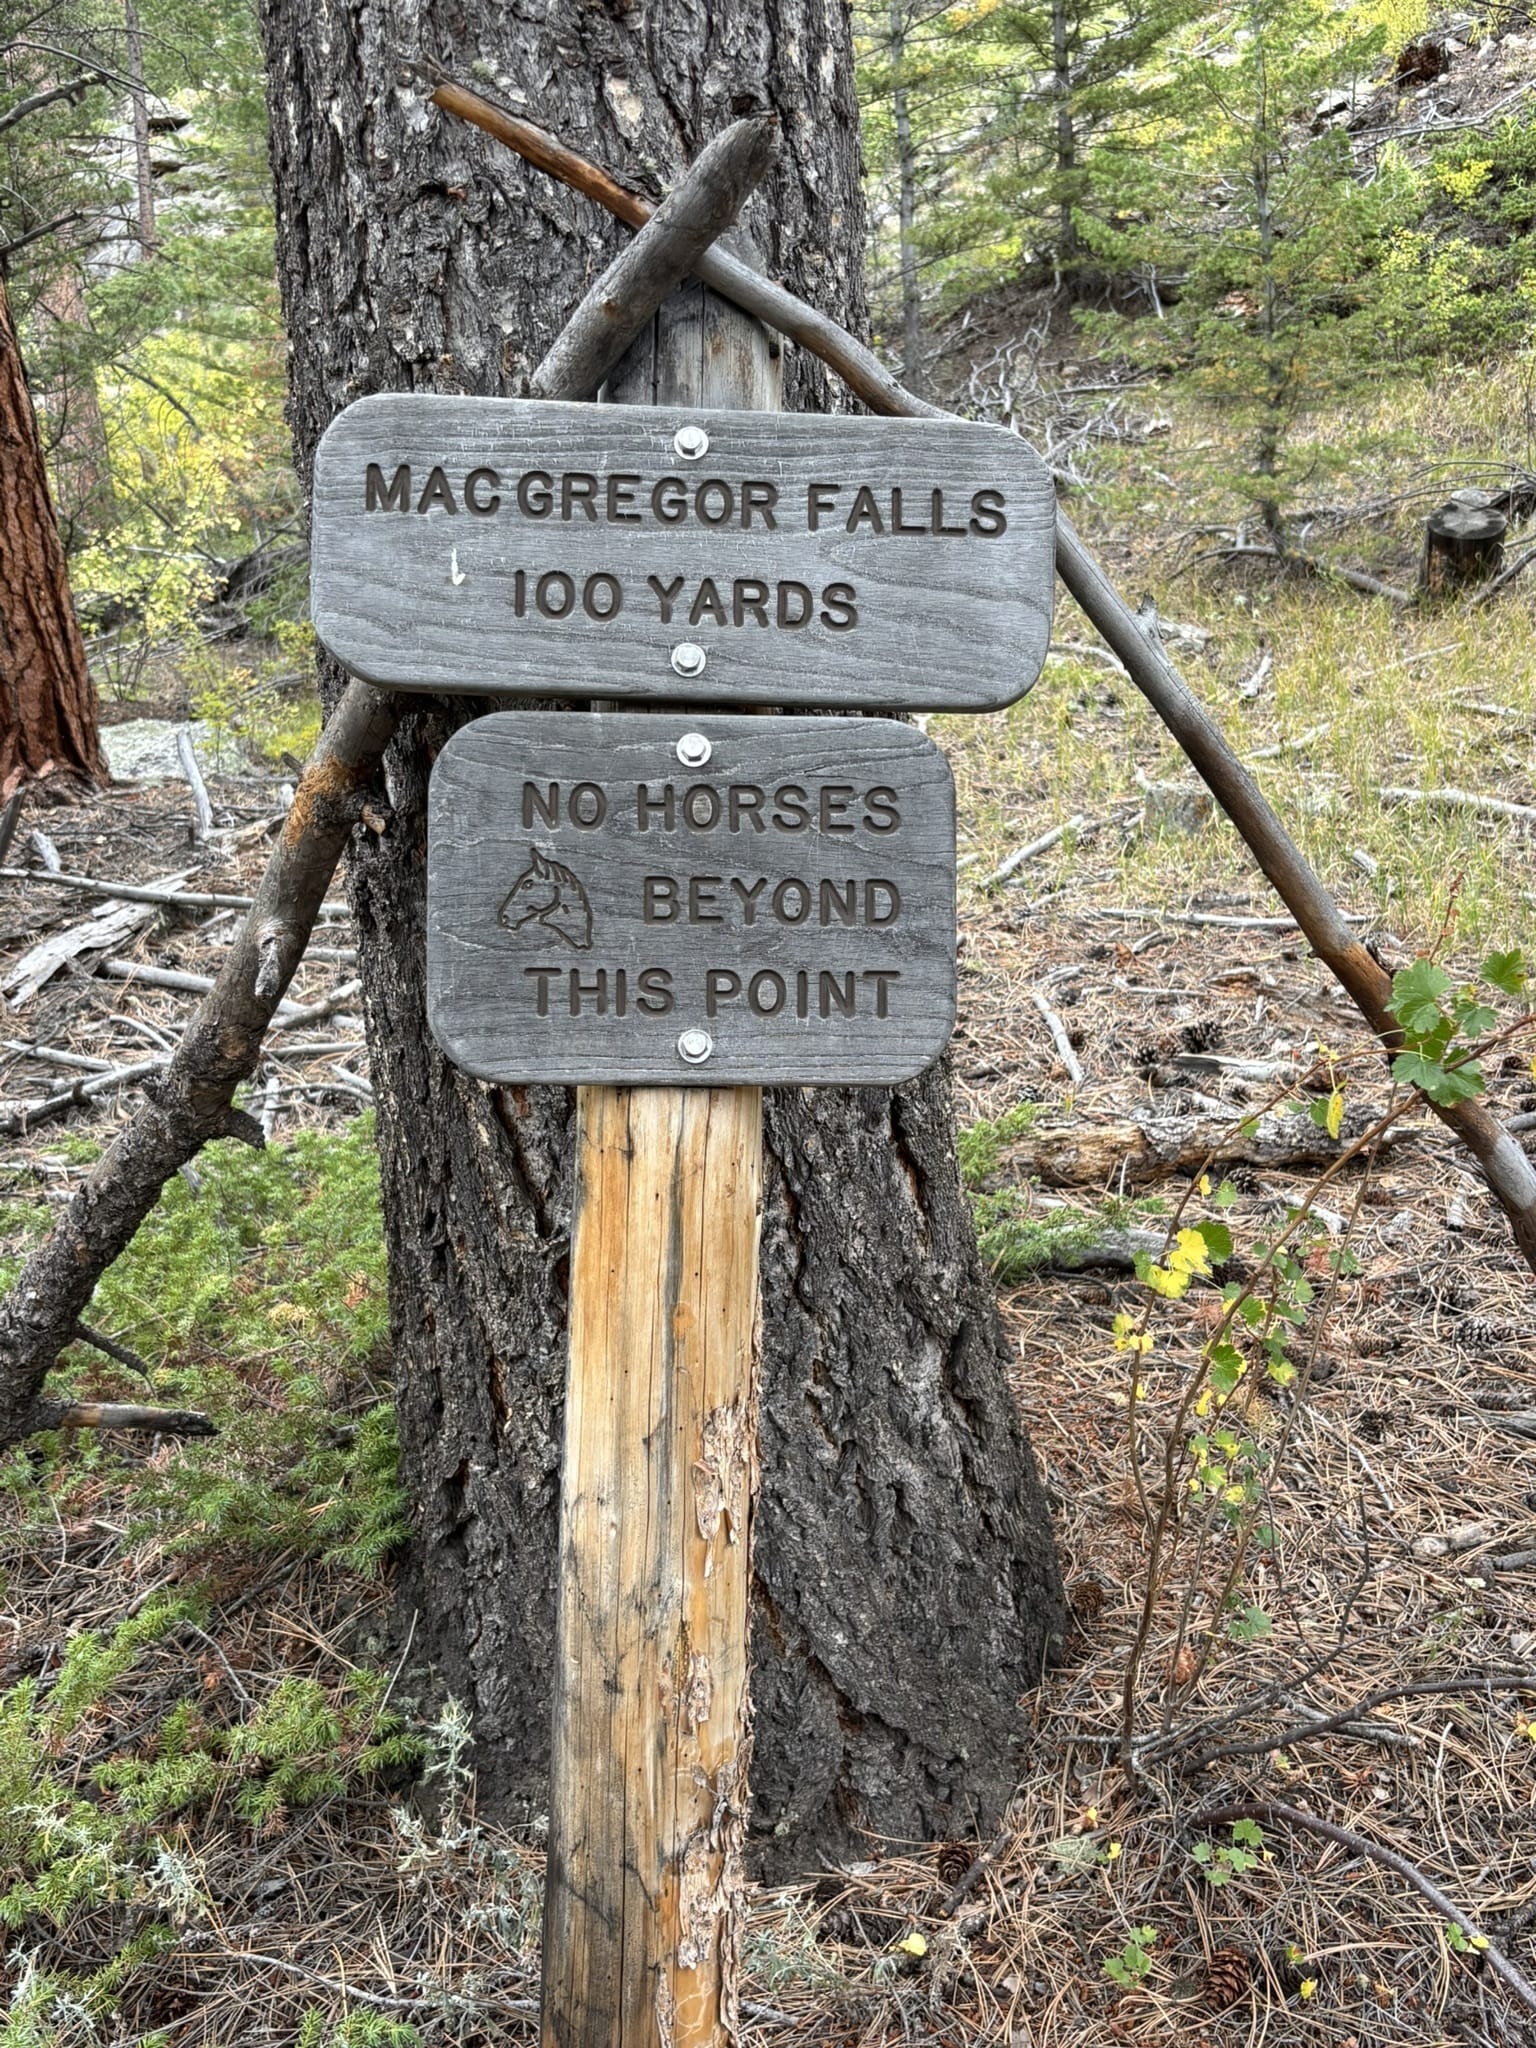 MACGREGOR FALLS
100 YARDS
NO HORSES
BEYOND
THIS POINT